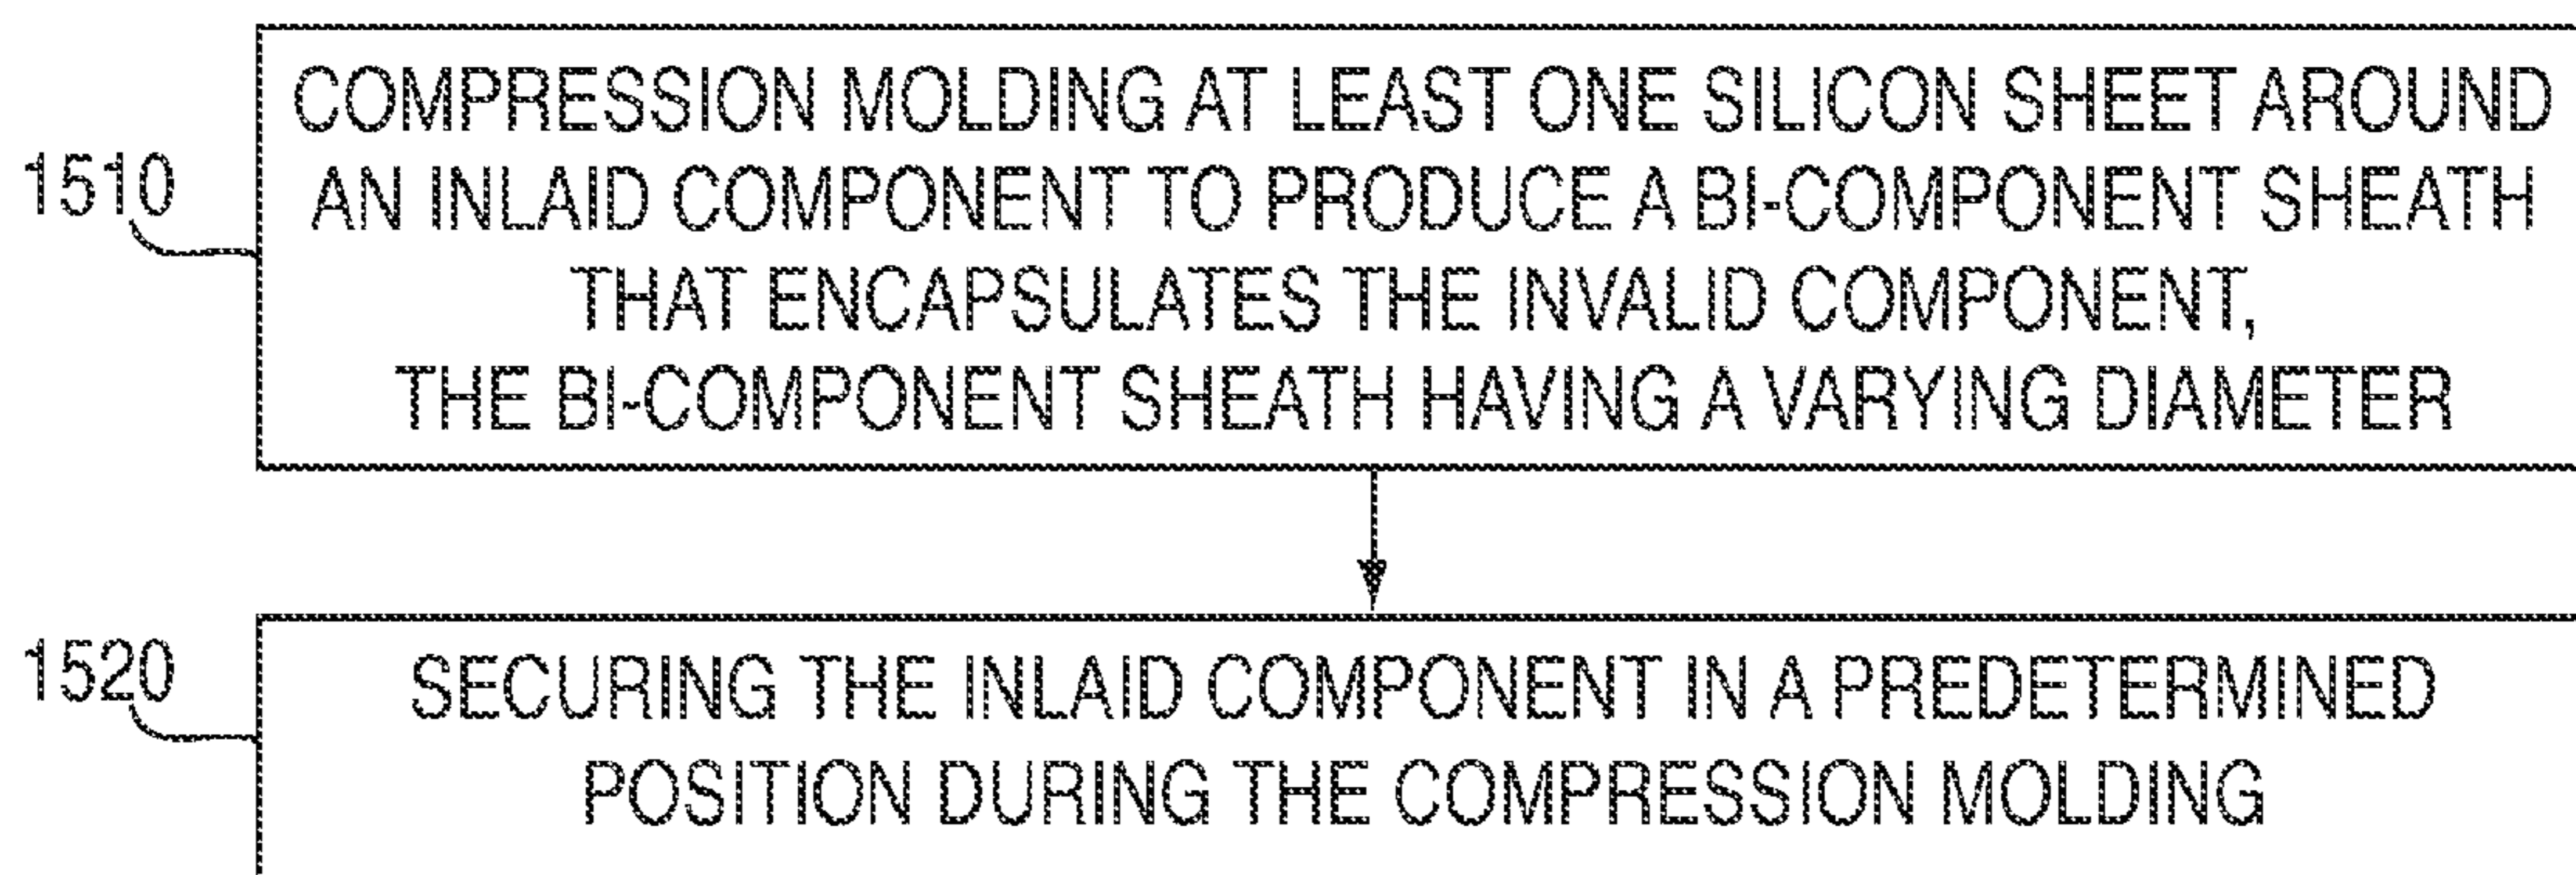 1510
COMPRESSION MOLDING AT LEAST ONE SILICON SHEET AROUND
AN INLAID COMPONENT TO PRODUCE A BI-COMPONENT SHEATH
THAT ENCAPSULATES THE INVALID COMPONENT,
THE BI-COMPONENT SHEATH HAVING A VARYING DIAMETER
1520
SECURING THE INLAID COMPONENT IN A PREDETERMINED
POSITION DURING THE COMPRESSION MOLDING